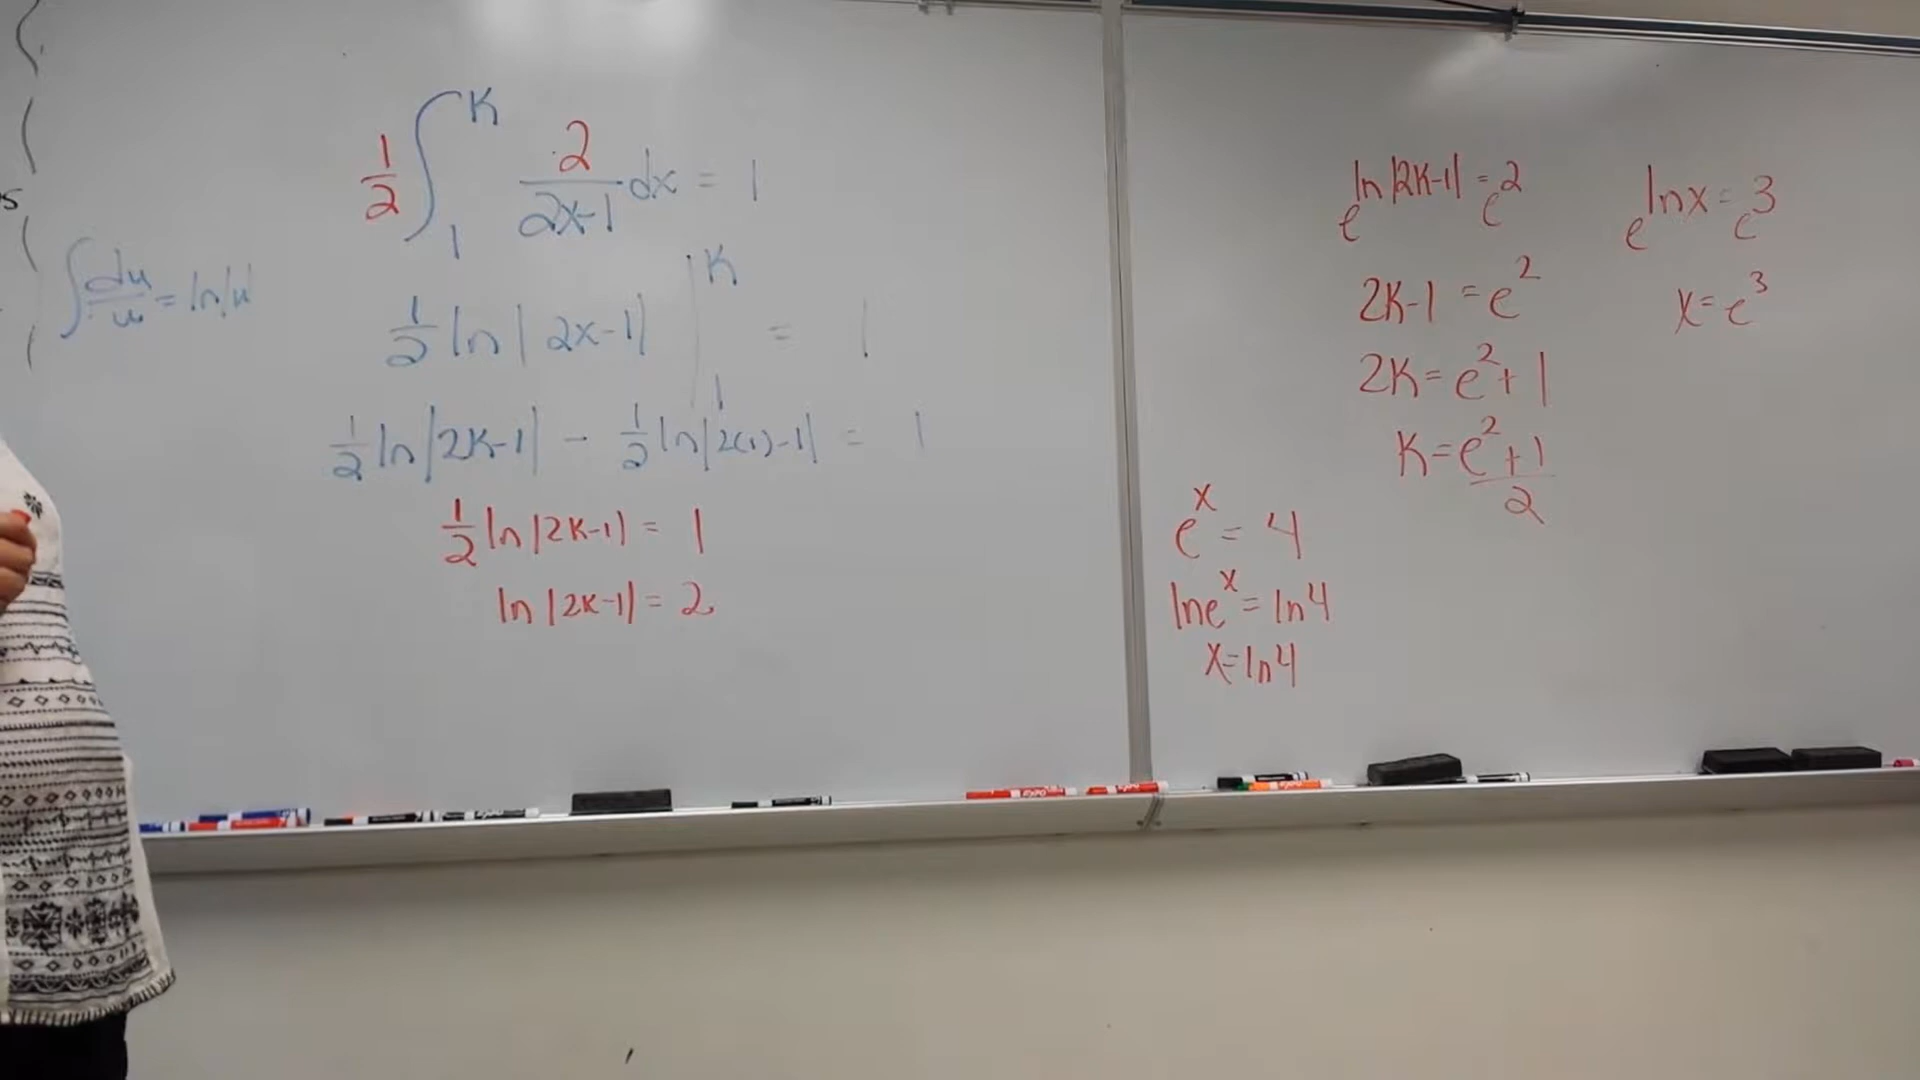 1/2 ∫₁ᴷ 2/(2x-1) dx = 1
∫ du/u = ln|u|
1/2 ln|2x-1| |₁ᴷ = 1
1/2 ln|2K-1| - 1/2 ln|2(1)-1| = 1
1/2 ln|2K-1| = 1
ln|2K-1| = 2
e^ln|2K-1| = e^2
2K-1 = e^2
2K = e^2 + 1
K = (e^2 + 1)/2
e^lnx = e^3
x = e^3
e^x = 4
lne^x = ln4
x = ln4